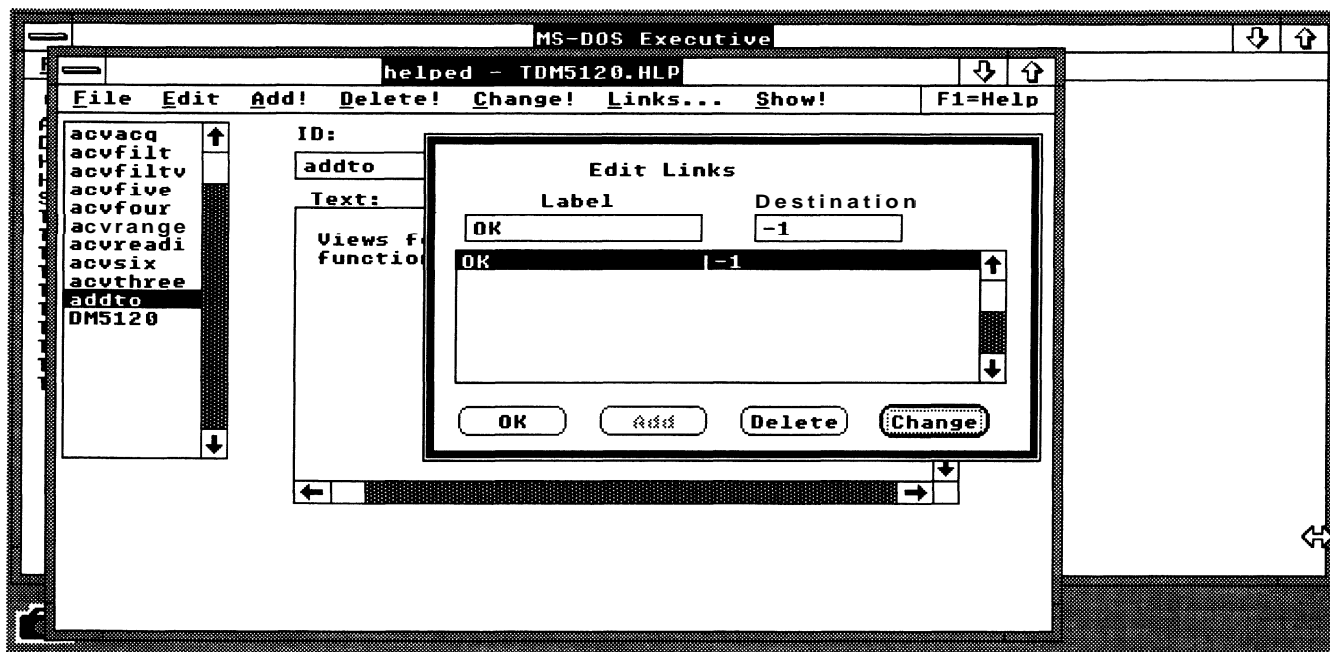 MS-DOS Executive
helped - TDM5120.HLP
File Edit Add! Delete! Change! Links... Show! F1=Help
acvacq
acvfilt
acvfiltv
acvfive
acvfour
acvrange
acvreadi
acvsix
acvthree
addto
DM5120
ID:
addto
Text:
Views
Edit Links
Label Destination
OK -1
OK |-1
OK Add Delete Change